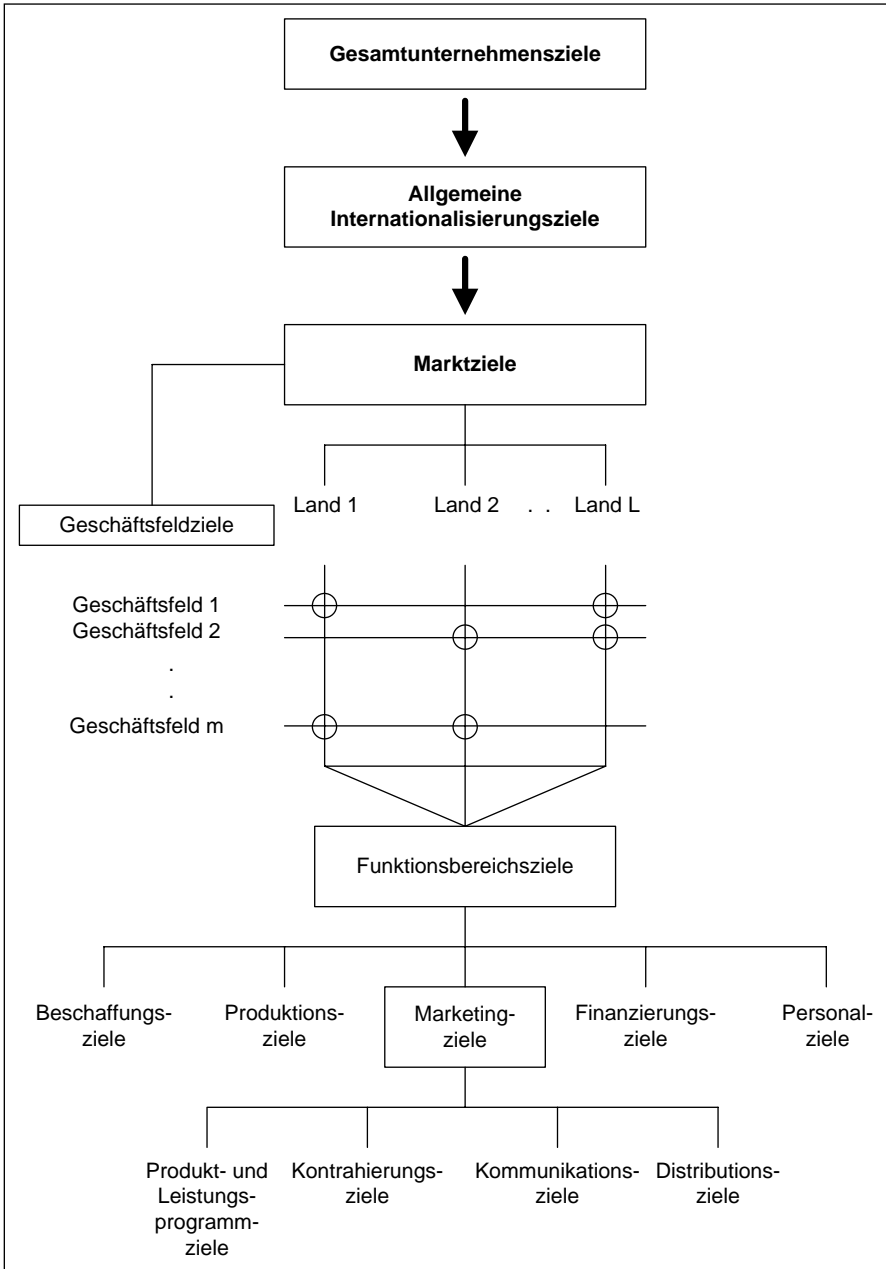 Gesamtunternehmensziele
Allgemeine
Internationalisierungsziele
Marktziele
Land 1 Land 2 . . Land L
Geschäftsfeldziele
Geschäftsfeld 1
Geschäftsfeld 2
.
.
Geschäftsfeld m
Funktionsbereichsziele
Beschaffungs-
ziele
Produktions-
ziele
Marketing-
ziele
Finanzierungs-
ziele
Personal-
ziele
Produkt- und
Leistungs-
programm-
ziele
Kontrahierungs-
ziele
Kommunikations-
ziele
Distributions-
ziele